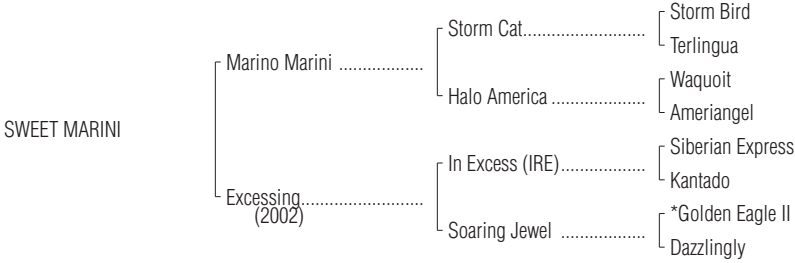 Storm Bird
Storm Cat..........................
Terlingua
Marino Marini ..................
Waquoit
Halo America ....................
Ameriangel
SWEET MARINI
Siberian Express
In Excess (IRE)..................
Kantado
Excessing..........................
(2002)
*Golden Eagle II
Soaring Jewel ..................
Dazzlingly